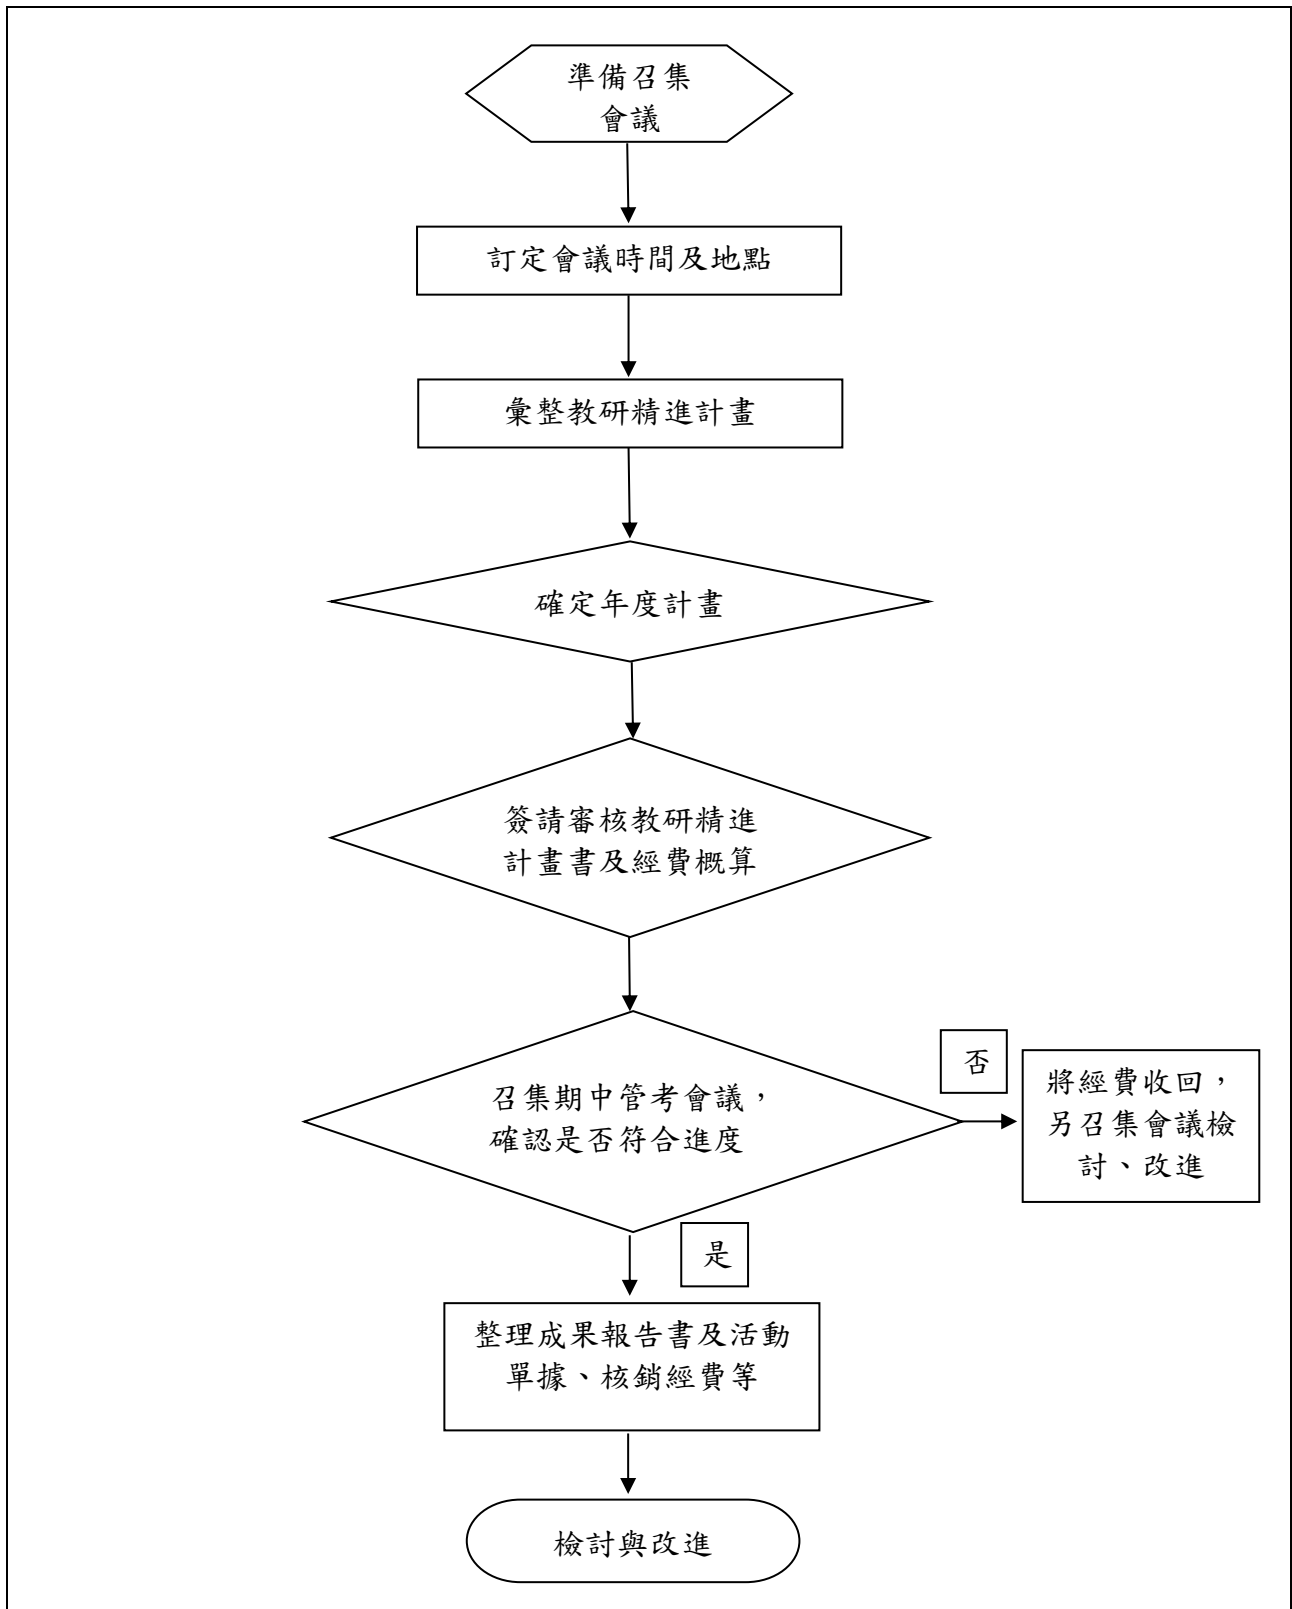 準備召集
會議
訂定會議時間及地點
彙整教研精進計畫
確定年度計畫
簽請審核教研精進
計畫書及經費概算
召集期中管考會議，
確認是否符合進度
否
將經費收回，
另召集會議檢
討、改進
是
整理成果報告書及活動
單據、核銷經費等
檢討與改進